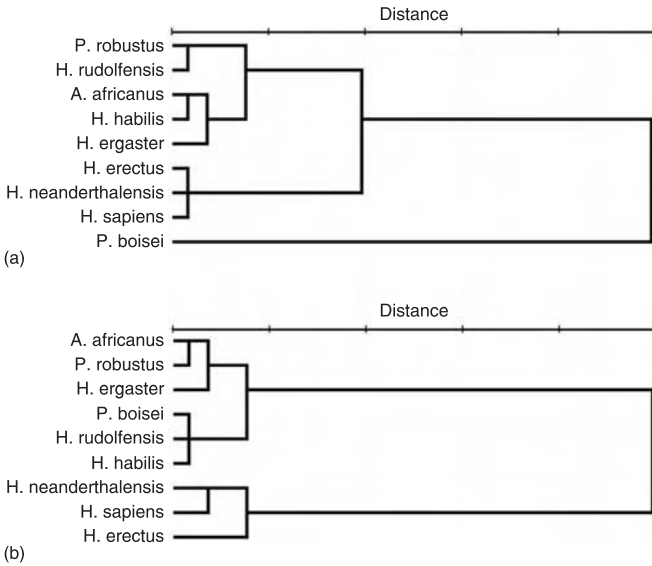 Distance
P. robustus
H. rudolfensis
A. africanus
H. habilis
H. ergaster
H. erectus
H. neanderthalensis
H. sapiens
P. boisei
(a)
Distance
A. africanus
P. robustus
H. ergaster
P. boisei
H. rudolfensis
H. habilis
H. neanderthalensis
H. sapiens
H. erectus
(b)